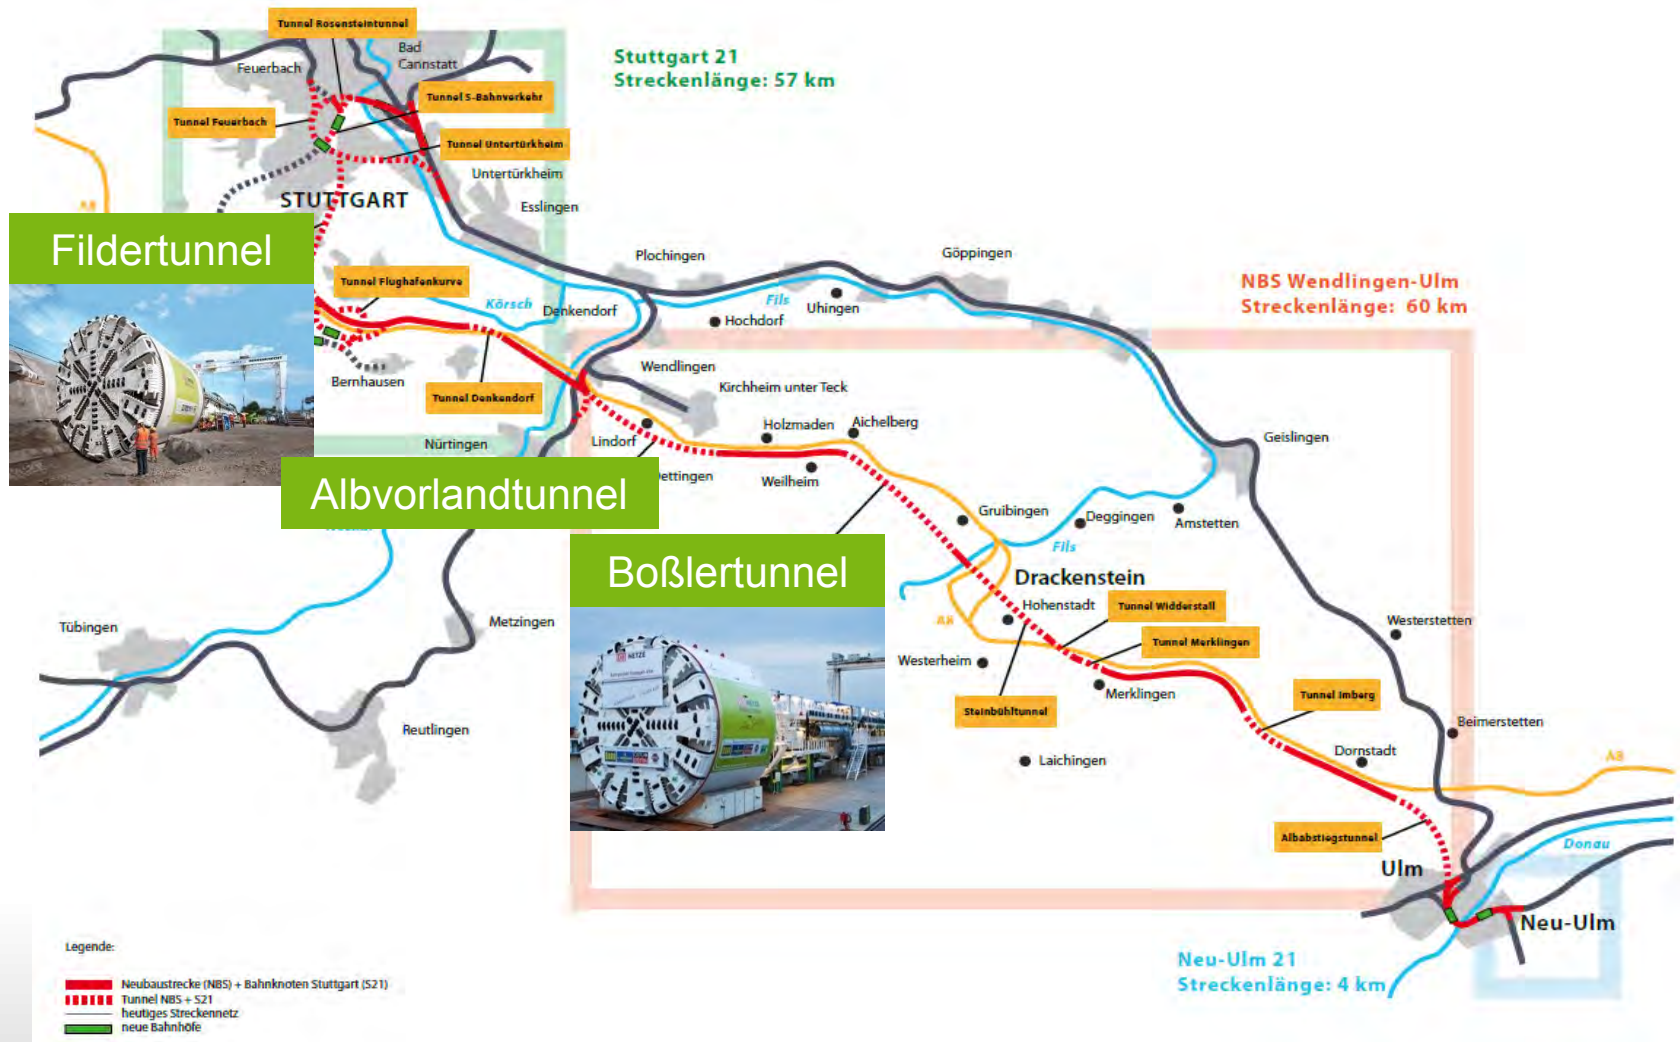 Tunnel Rosensteintunnel
Bad
Cannstatt
Feuerbach
Stuttgart 21
Streckenlänge: 57 km
Tunnel S-Bahnverkehr
Tunnel Feuerbach
Tunnel Untertürkheim
Untertürkheim
STUTTGART
Esslingen
A8
Fildertunnel
Plochingen
Göppingen
Tunnel Flughafenkurve
NBS Wendlingen-Ulm
Streckenlänge: 60 km
Körsch
Denkendorf
Fils
Uhingen
Hochdorf
Bernhausen
Wendlingen
Kirchheim unter Teck
Tunnel Denkendorf
Nürtingen
Lindorf
Holzmaden
Aichelberg
Geislingen
Weilheim
Albvorlandtunnel
Gruibingen
Deggingen
Amstetten
Fils
Boßlertunnel
Drackenstein
Hohenstadt
Tunnel Widderstall
A8
Tübingen
Metzingen
Westerstetten
Tunnel Merklingen
Westerheim
Merklingen
Steinbühltunnel
Tunnel Imberg
Reutlingen
Beimerstetten
Dornstadt
Laichingen
A8
Albabstiegstunnel
Donau
Ulm
Neu-Ulm
Neu-Ulm 21
Streckenlänge: 4 km
Legende:
Neubaustrecke (NBS) + Bahnknoten Stuttgart (S21)
Tunnel NBS + S21
heutiges Streckennetz
neue Bahnhöfe